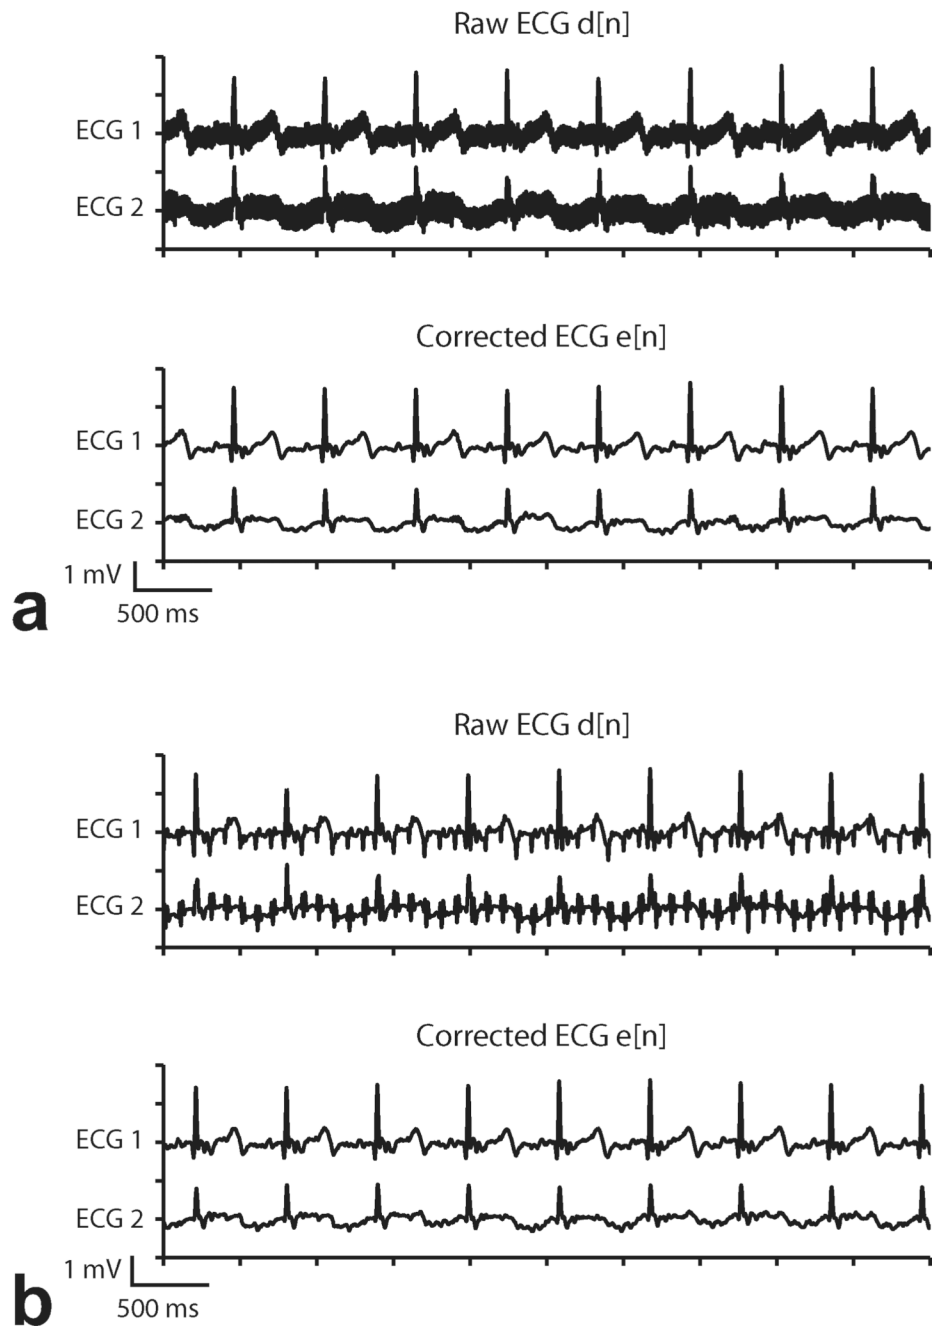 Raw ECG d[n]
ECG 1
ECG 2
Corrected ECG e[n]
ECG 1
ECG 2
1 mV
500 ms
a
Raw ECG d[n]
ECG 1
ECG 2
Corrected ECG e[n]
ECG 1
ECG 2
1 mV
500 ms
b